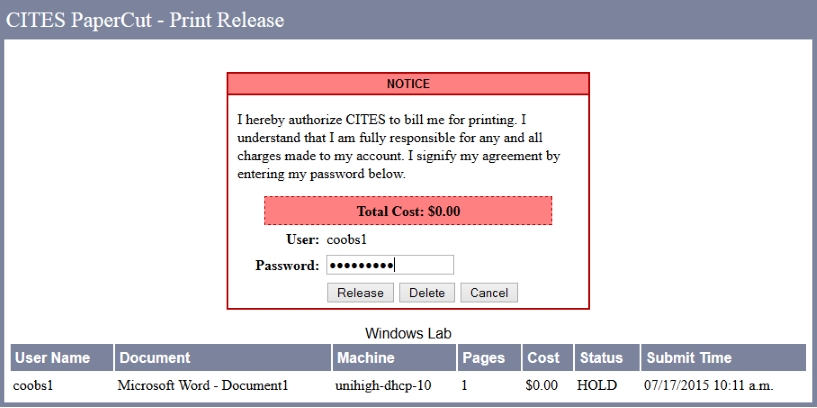 CITES PaperCut - Print Release
NOTICE
I hereby authorize CITES to bill me for printing. I
understand that I am fully responsible for any and all
charges made to my account. I signify my agreement by
entering my password below.
Total Cost: $0.00
User: coobs1
Password: •••••••••
Release Delete Cancel
Windows Lab
User Name Document Machine Pages Cost Status Submit Time
coobs1 Microsoft Word - Document1 unihigh-dhcp-10 1 $0.00 HOLD 07/17/2015 10:11 a.m.